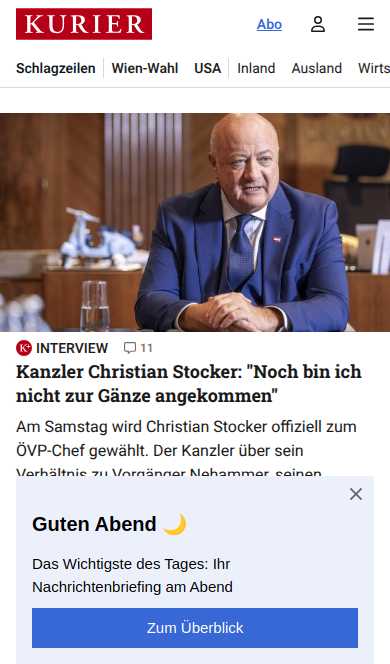 KURIER
Abo
Schlagzeilen Wien-Wahl USA Inland Ausland Wirts
K+ INTERVIEW 11
Kanzler Christian Stocker: "Noch bin ich
nicht zur Gänze angekommen"
Am Samstag wird Christian Stocker offiziell zum
ÖVP-Chef gewählt. Der Kanzler über sein
Verhältnis zu Vorgänger Nehammer, seinen
Guten Abend 🌙
Das Wichtigste des Tages: Ihr
Nachrichtenbriefing am Abend
Zum Überblick